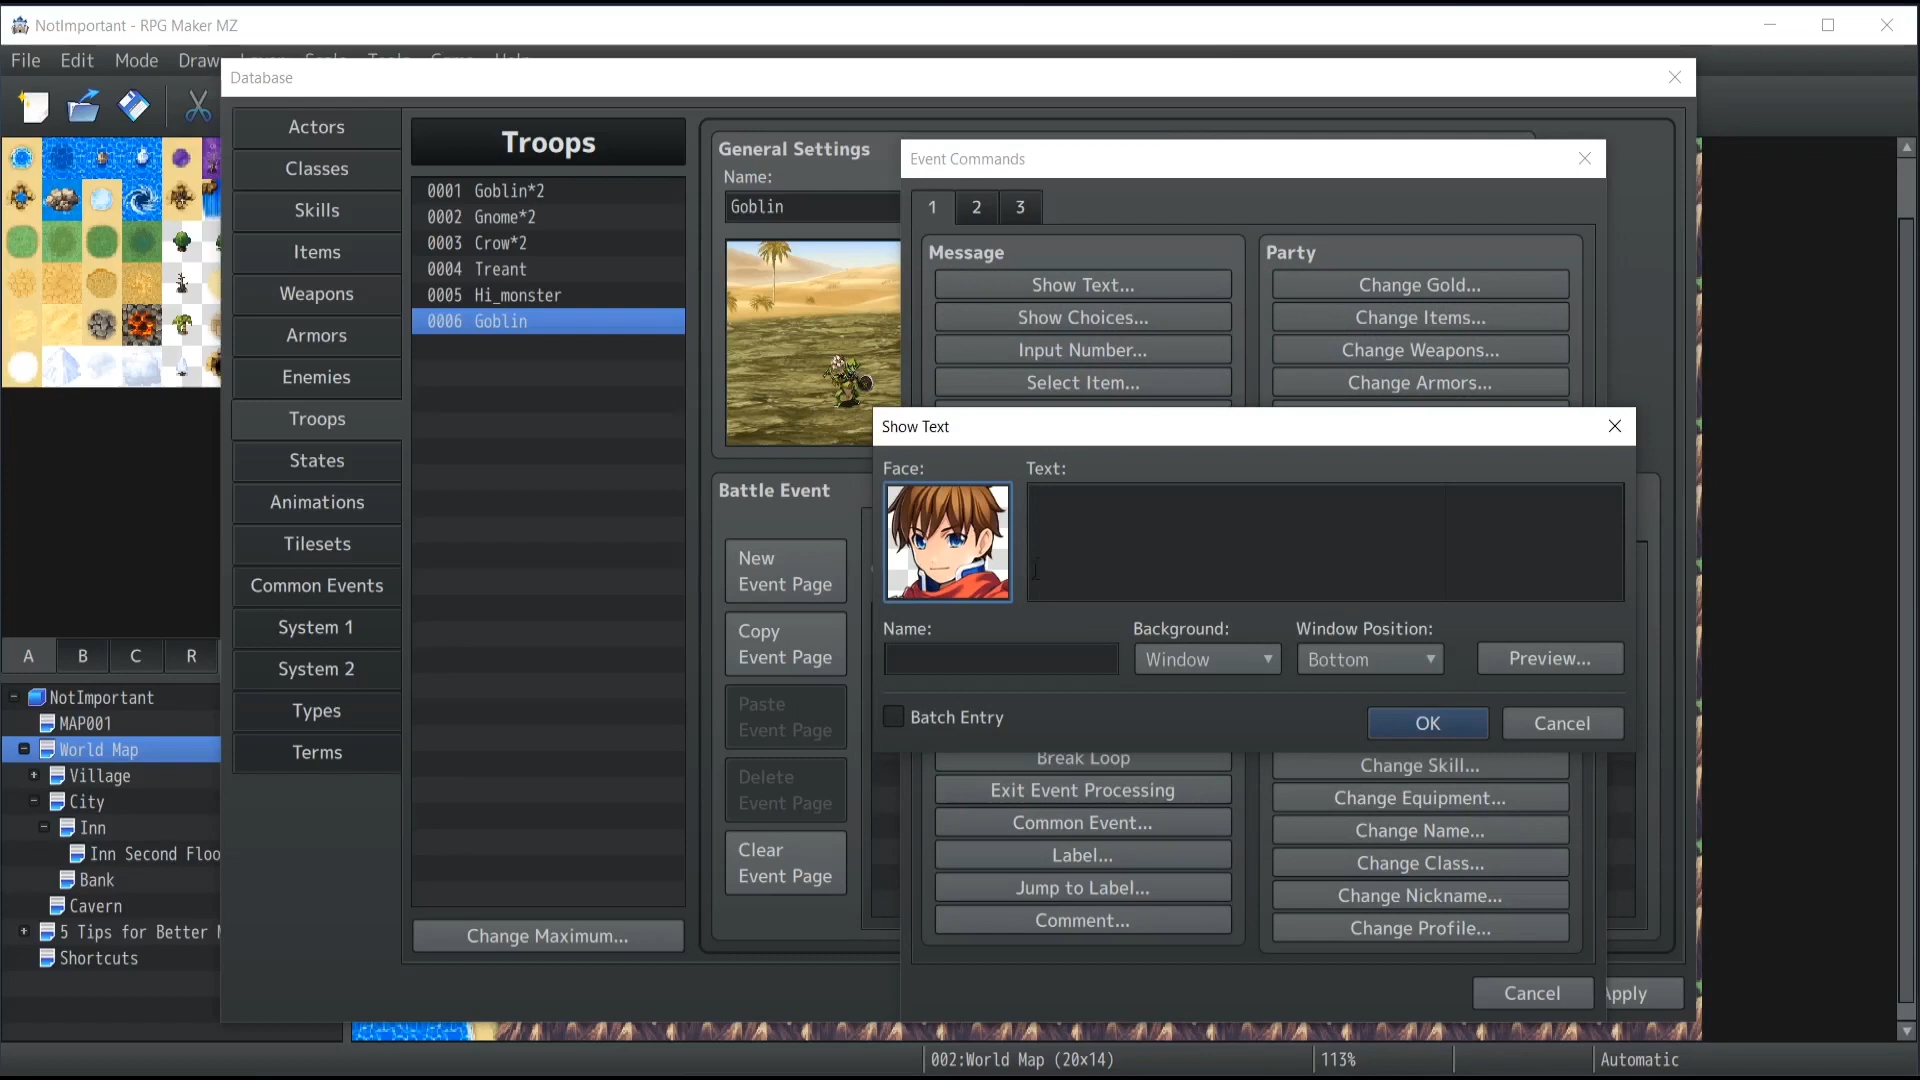 NotImportant - RPG Maker MZ
File Edit Mode Draw
Database
Actors
Classes
Skills
Items
Weapons
Armors
Enemies
Troops
States
Animations
Tilesets
Common Events
System 1
System 2
Types
Terms
Troops
0001 Goblin*2
0002 Gnome*2
0003 Crow*2
0004 Treant
0005 Hi_monster
0006 Goblin
Change Maximum...
General Settings
Name:
Goblin
Battle Event
New
Event Page
Copy
Event Page
Paste
Event Page
Delete
Event Page
Clear
Event Page
Event Commands
1 2 3
Message
Show Text...
Show Choices...
Input Number...
Select Item...
Party
Change Gold...
Change Items...
Change Weapons...
Change Armors...
Show Text
Face:
Text:
Name:
Background:
Window Position:
Window
Bottom
Preview...
Batch Entry
OK
Cancel
Break Loop
Exit Event Processing
Common Event...
Label...
Jump to Label...
Comment...
Change Skill...
Change Equipment...
Change Name...
Change Class...
Change Nickname...
Change Profile...
Cancel
Apply
A B C R
NotImportant
MAP001
World Map
Village
City
Inn
Inn Second Floo
Bank
Cavern
5 Tips for Better
Shortcuts
002:World Map (20x14)
113%
Automatic